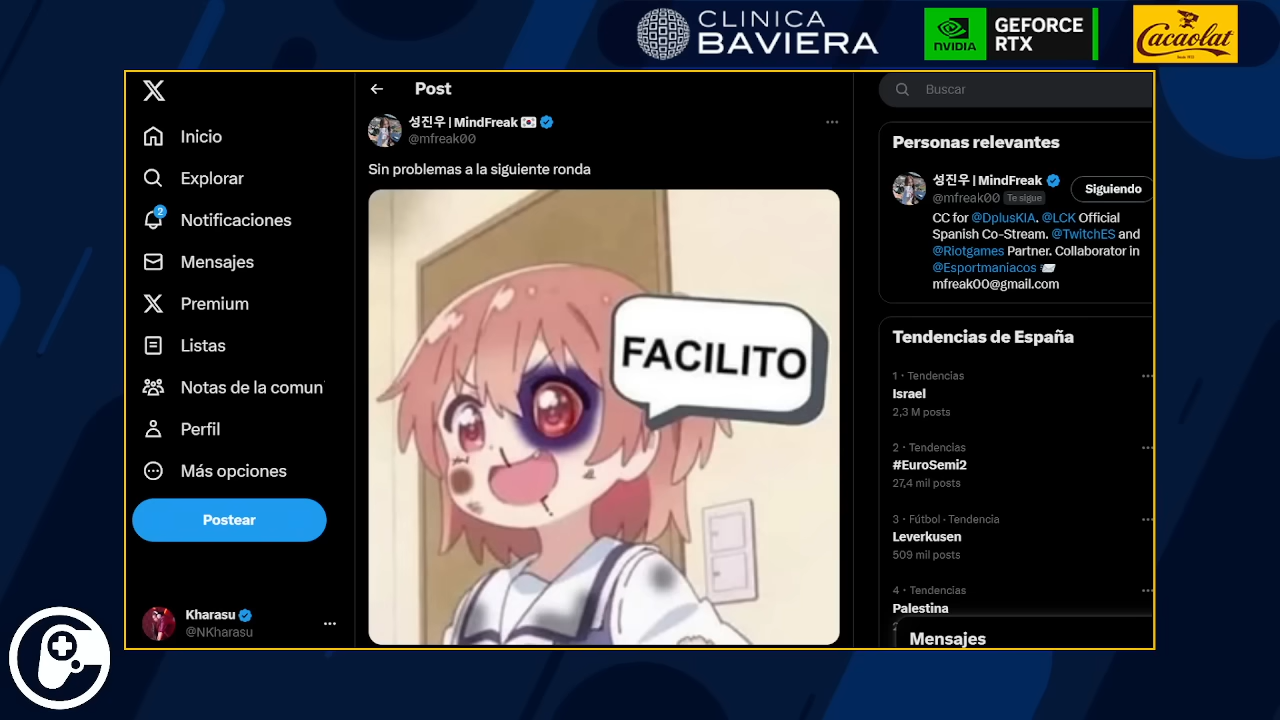 CLINICA
BAVIERA
NVIDIA
GEFORCE
RTX
Cacaolat
Post
성진우 | MindFreak
@mfreak00
Sin problemas a la siguiente ronda
FACILITO
Inicio
Explorar
2
Notificaciones
Mensajes
Premium
Listas
Notas de la comun
Perfil
Más opciones
Postear
Kharasu
@NKharasu
Buscar
Personas relevantes
성진우 | MindFreak
@mfreak00 Te sigue
Siguiendo
CC for @DplusKIA. @LCK Official
Spanish Co-Stream. @TwitchES and
@Riotgames Partner. Collaborator in
@Esportmaniacos
mfreak00@gmail.com
Tendencias de España
1 · Tendencias
Israel
2,3 M posts
2 · Tendencias
#EuroSemi2
27,4 mil posts
3 · Fútbol · Tendencia
Leverkusen
509 mil posts
4 · Tendencias
Palestina
Mensajes